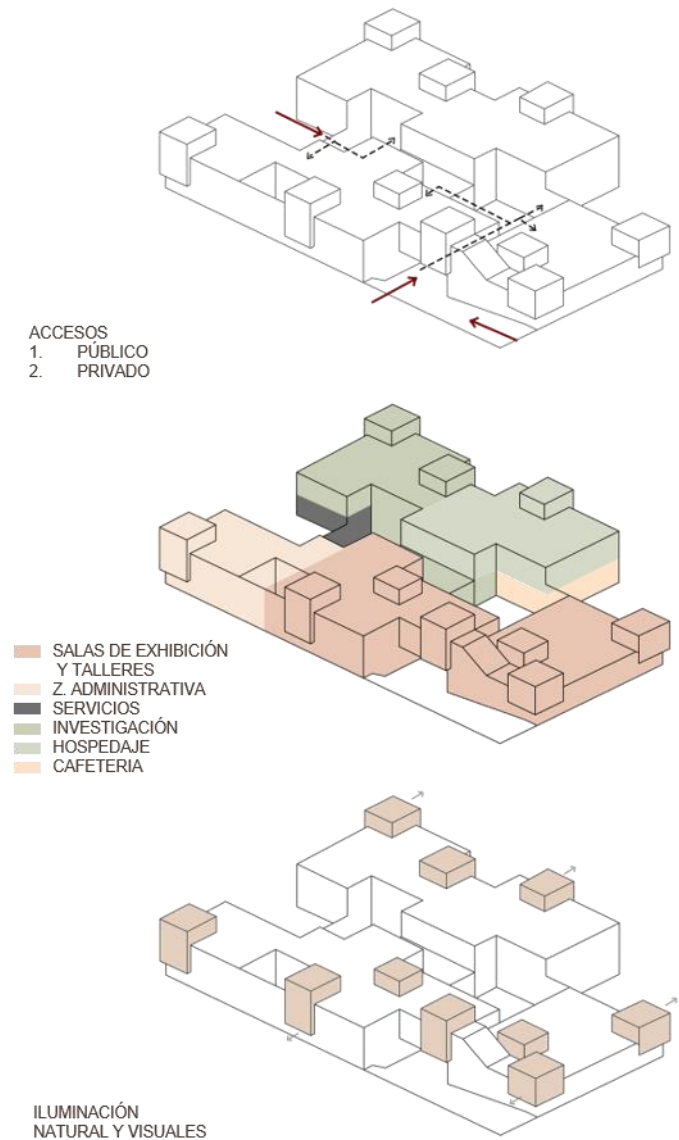 ACCESOS
1. PÚBLICO
2. PRIVADO
SALAS DE EXHIBICIÓN
Y TALLERES
Z. ADMINISTRATIVA
SERVICIOS
INVESTIGACIÓN
HOSPEDAJE
CAFETERIA
ILUMINACIÓN
NATURAL Y VISUALES